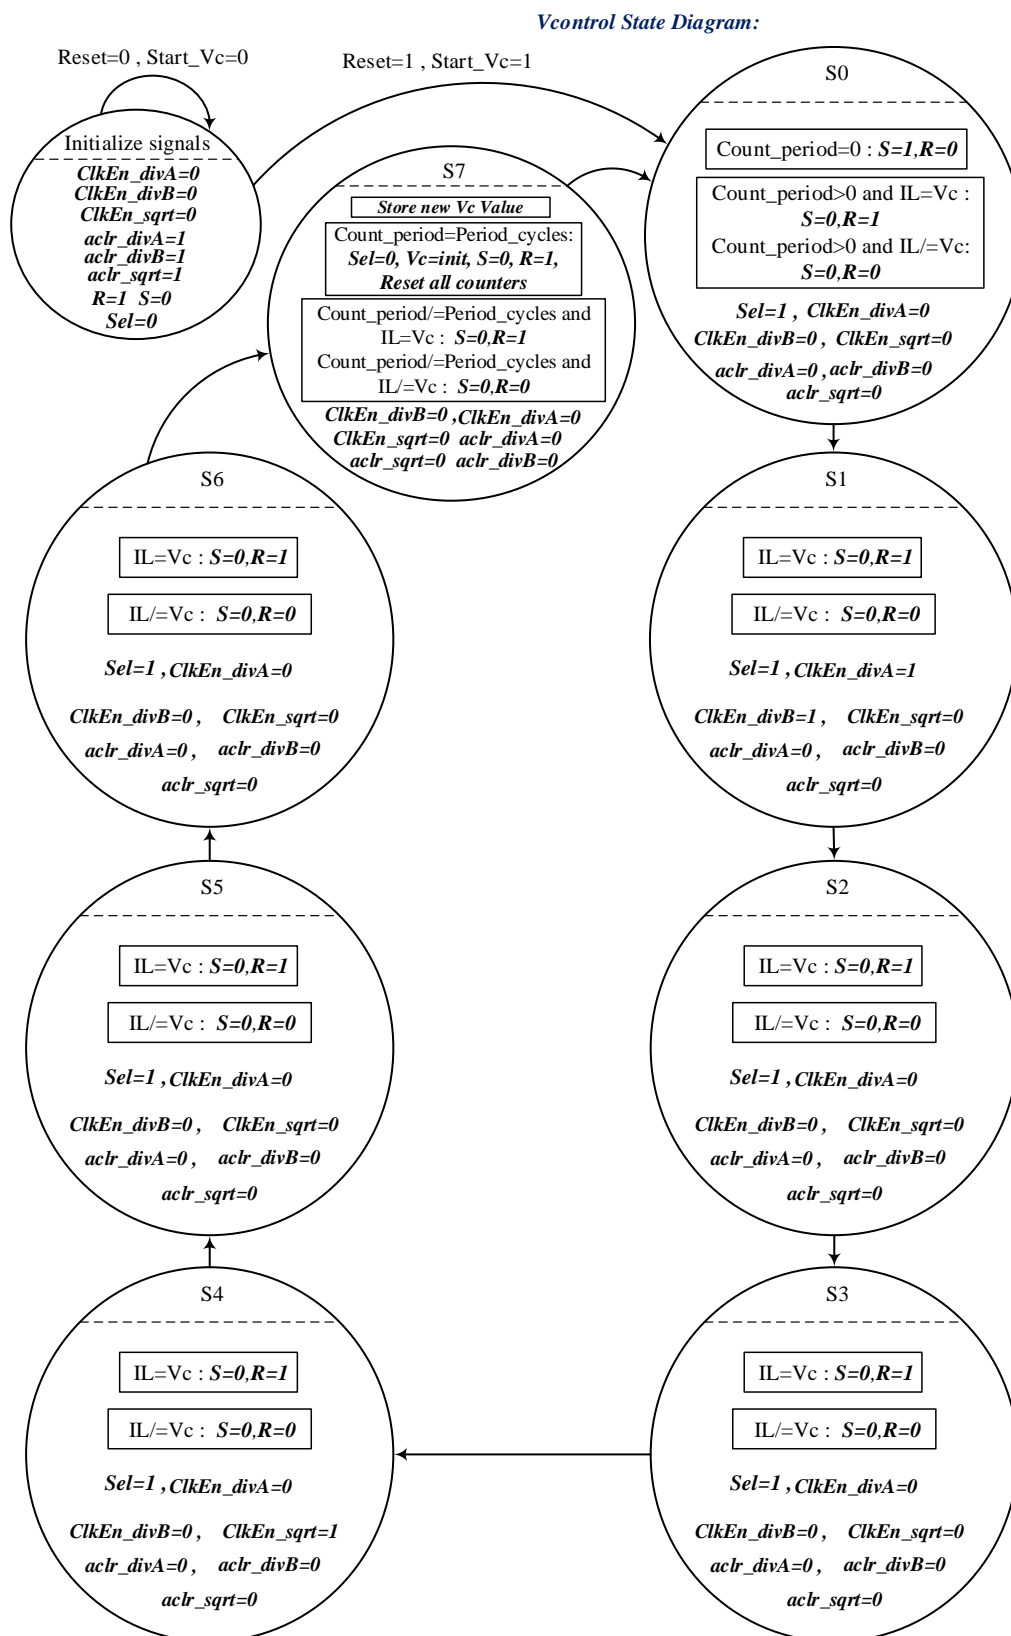 Vcontrol State Diagram:
Reset=0 , Start_Vc=0
Reset=1 , Start_Vc=1
Initialize signals
ClkEn_divA=0
ClkEn_divB=0
ClkEn_sqrt=0
aclr_divA=1
aclr_divB=1
aclr_sqrt=1
R=1 S=0
Sel=0
S7
Store new Vc Value
Count_period=Period_cycles:
Sel=0, Vc=init, S=0, R=1,
Reset all counters
Count_period/=Period_cycles and
IL=Vc : S=0,R=1
Count_period/=Period_cycles and
IL/=Vc : S=0,R=0
ClkEn_divB=0 ,ClkEn_divA=0
ClkEn_sqrt=0 aclr_divA=0
aclr_sqrt=0 aclr_divB=0
S0
Count_period=0 : S=1,R=0
Count_period>0 and IL=Vc :
S=0,R=1
Count_period>0 and IL/=Vc:
S=0,R=0
Sel=1 , ClkEn_divA=0
ClkEn_divB=0 , ClkEn_sqrt=0
aclr_divA=0 ,aclr_divB=0
aclr_sqrt=0
S6
IL=Vc : S=0,R=1
IL/=Vc : S=0,R=0
Sel=1 ,ClkEn_divA=0
ClkEn_divB=0 , ClkEn_sqrt=0
aclr_divA=0 , aclr_divB=0
aclr_sqrt=0
S1
IL=Vc : S=0,R=1
IL/=Vc : S=0,R=0
Sel=1 ,ClkEn_divA=1
ClkEn_divB=1 , ClkEn_sqrt=0
aclr_divA=0 , aclr_divB=0
aclr_sqrt=0
S5
IL=Vc : S=0,R=1
IL/=Vc : S=0,R=0
Sel=1 ,ClkEn_divA=0
ClkEn_divB=0 , ClkEn_sqrt=0
aclr_divA=0 , aclr_divB=0
aclr_sqrt=0
S2
IL=Vc : S=0,R=1
IL/=Vc : S=0,R=0
Sel=1 ,ClkEn_divA=0
ClkEn_divB=0 , ClkEn_sqrt=0
aclr_divA=0 , aclr_divB=0
aclr_sqrt=0
S4
IL=Vc : S=0,R=1
IL/=Vc : S=0,R=0
Sel=1 ,ClkEn_divA=0
ClkEn_divB=0 , ClkEn_sqrt=1
aclr_divA=0 , aclr_divB=0
aclr_sqrt=0
S3
IL=Vc : S=0,R=1
IL/=Vc : S=0,R=0
Sel=1 ,ClkEn_divA=0
ClkEn_divB=0 , ClkEn_sqrt=0
aclr_divA=0 , aclr_divB=0
aclr_sqrt=0